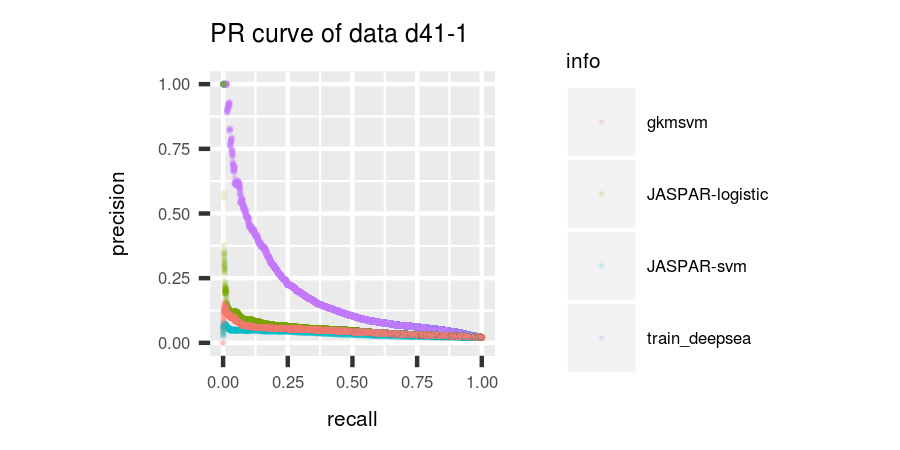 PR curve of data d41-1
info
gkmsvm
JASPAR-logistic
JASPAR-svm
train_deepsea
precision
1.00
0.75
0.50
0.25
0.00
0.00 0.25 0.50 0.75 1.00
recall